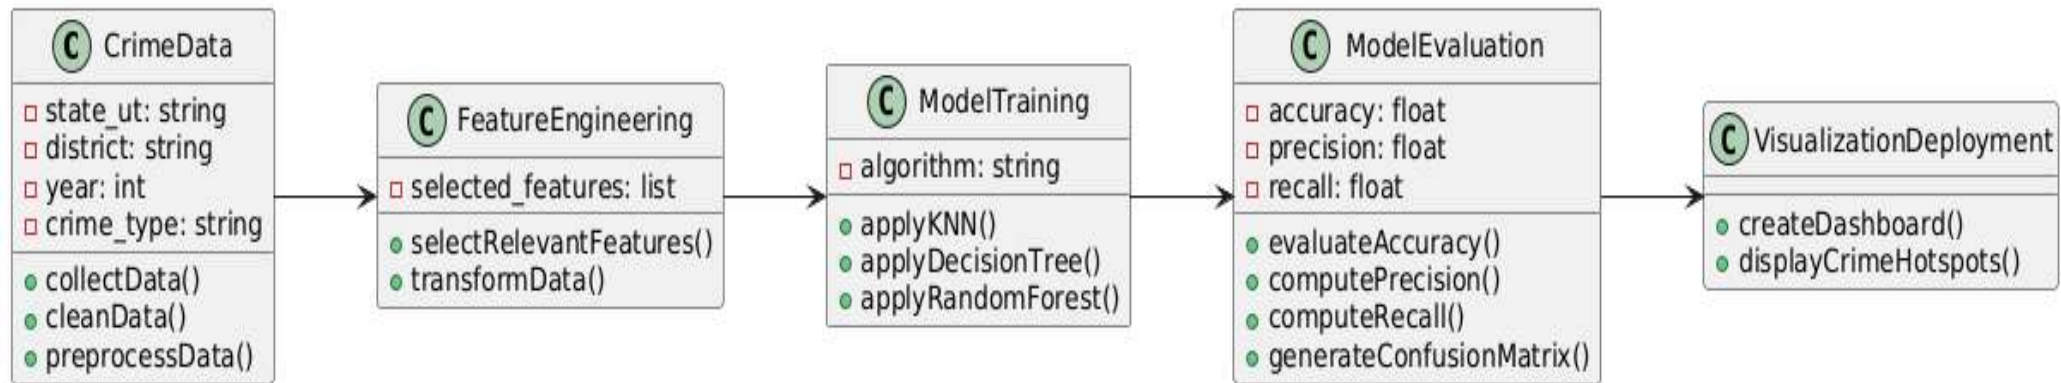 C CrimeData
state_ut: string
district: string
year: int
crime_type: string
collectData()
cleanData()
preprocessData()
C FeatureEngineering
selected_features: list
selectRelevantFeatures()
transformData()
C ModelTraining
algorithm: string
applyKNN()
applyDecisionTree()
applyRandomForest()
C ModelEvaluation
accuracy: float
precision: float
recall: float
evaluateAccuracy()
computePrecision()
computeRecall()
generateConfusionMatrix()
C VisualizationDeployment
createDashboard()
displayCrimeHotspots()